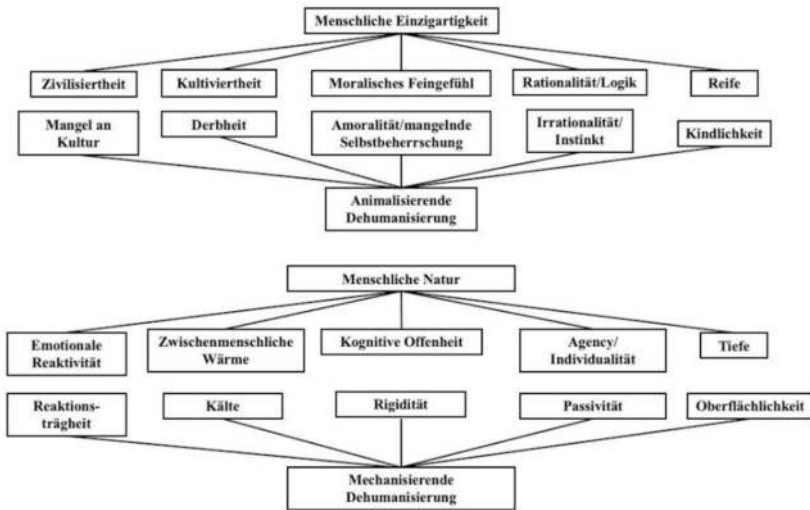 Menschliche Einzigartigkeit
Zivilisiertheit
Kultiviertheit
Moralisches Feingefühl
Rationalität/Logik
Reife
Mangel an
Kultur
Derbheit
Amoralität/mangelnde
Selbstbeherrschung
Irrationalität/
Instinkt
Kindlichkeit
Animalisierende
Dehumanisierung
Menschliche Natur
Emotionale
Reaktivität
Zwischenmenschliche
Wärme
Kognitive Offenheit
Agency/
Individualität
Tiefe
Reaktions-
trägheit
Kälte
Rigidität
Passivität
Oberflächlichkeit
Mechanisierende
Dehumanisierung